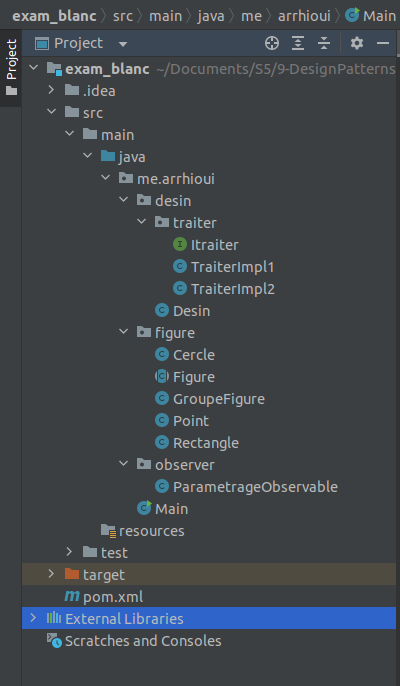 exam_blanc 〉 src 〉 main 〉 java 〉 me 〉 arrhioui 〉 Main
Project
Project
exam_blanc ~/Documents/S5/9-DesignPatterns
.idea
src
main
java
me.arrhioui
desin
traiter
Itraiter
TraiterImpl1
TraiterImpl2
Desin
figure
Cercle
Figure
GroupeFigure
Point
Rectangle
observer
ParametrageObservable
Main
resources
test
target
pom.xml
External Libraries
Scratches and Consoles